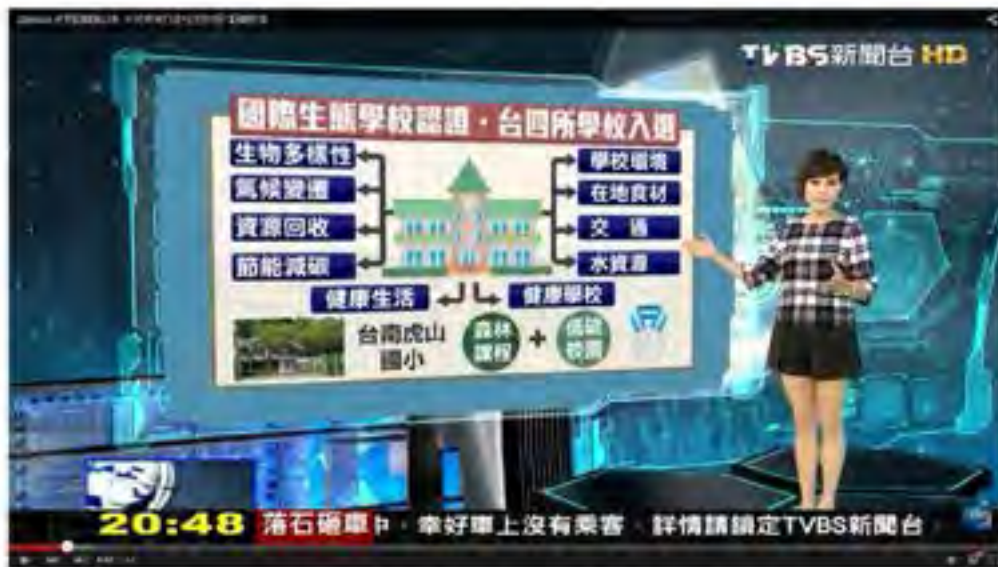 TVBS新聞台 HD
國際生態學校認證·台四所學校入選
生物多樣性
氣候變遷
資源回收
節能減碳
學校環境
在地食材
交 通
水資源
健康生活
健康學校
台南虎山
國小
森林
課程
+
低碳
校園
20:48 落石砸車中，幸好車上沒有乘客 詳情請鎖定TVBS新聞台